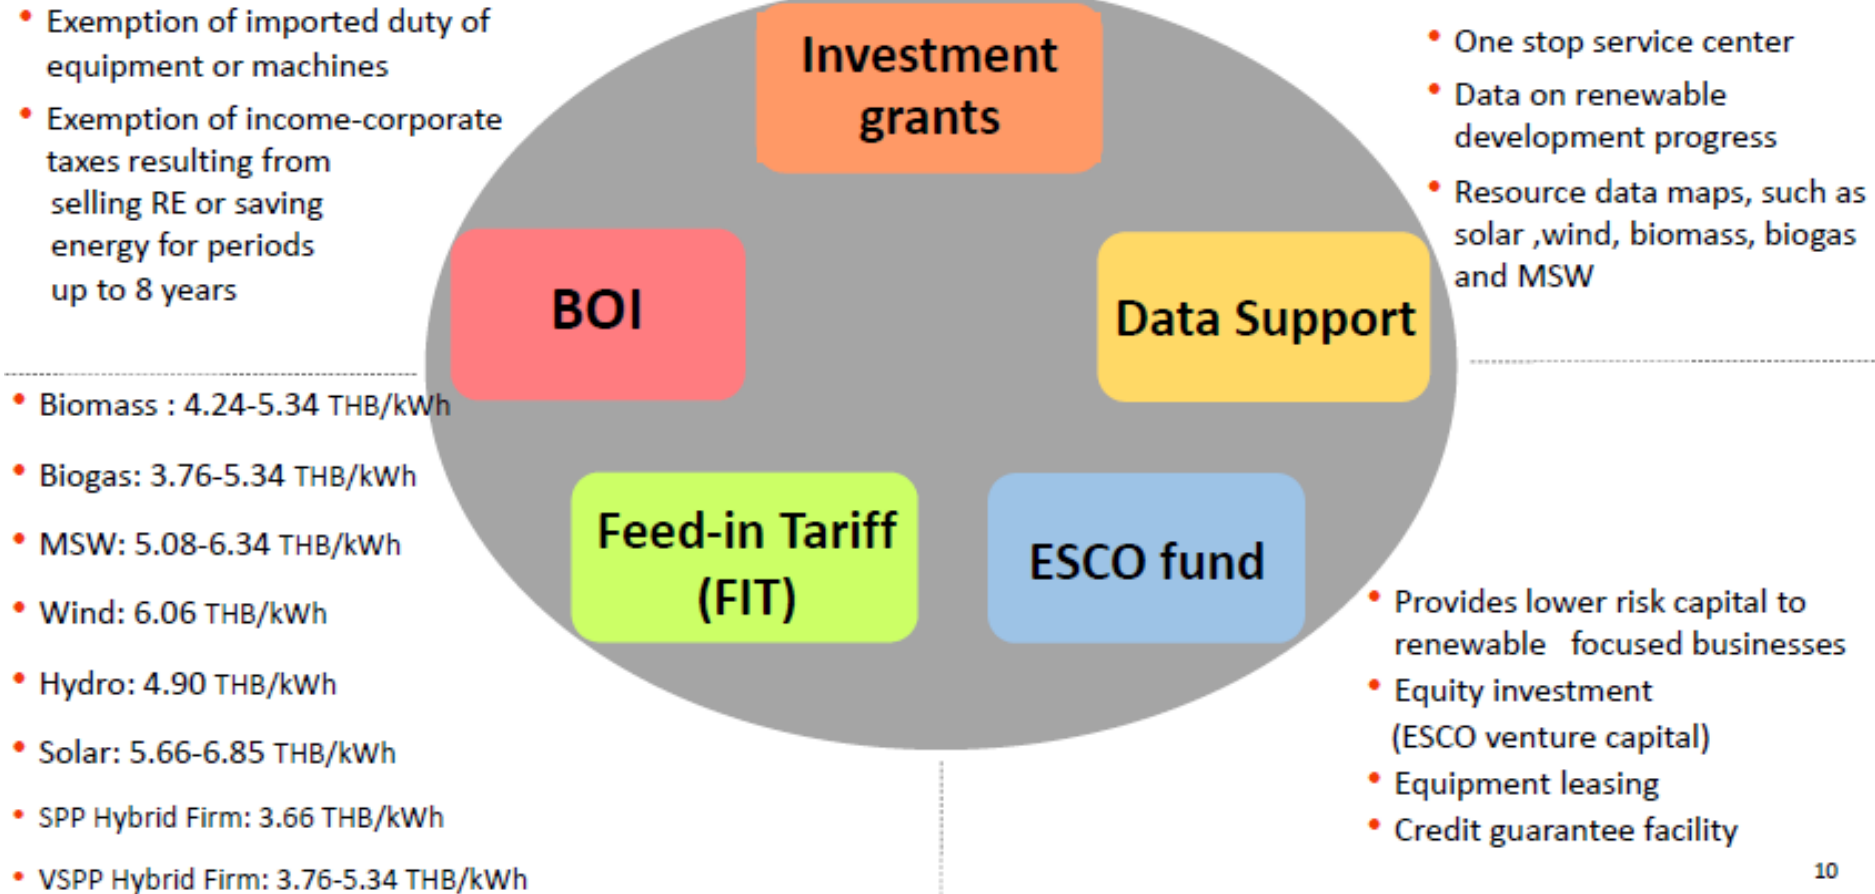 • Exemption of imported duty of
equipment or machines
• Exemption of income-corporate
taxes resulting from
selling RE or saving
energy for periods
up to 8 years
Investment
grants
• One stop service center
• Data on renewable
development progress
• Resource data maps, such as
solar ,wind, biomass, biogas
and MSW
BOI
Data Support
• Biomass : 4.24-5.34 THB/kWh
• Biogas: 3.76-5.34 THB/kWh
• MSW: 5.08-6.34 THB/kWh
• Wind: 6.06 THB/kWh
• Hydro: 4.90 THB/kWh
• Solar: 5.66-6.85 THB/kWh
• SPP Hybrid Firm: 3.66 THB/kWh
• VSPP Hybrid Firm: 3.76-5.34 THB/kWh
Feed-in Tariff
(FIT)
ESCO fund
• Provides lower risk capital to
renewable focused businesses
• Equity investment
(ESCO venture capital)
• Equipment leasing
• Credit guarantee facility
10